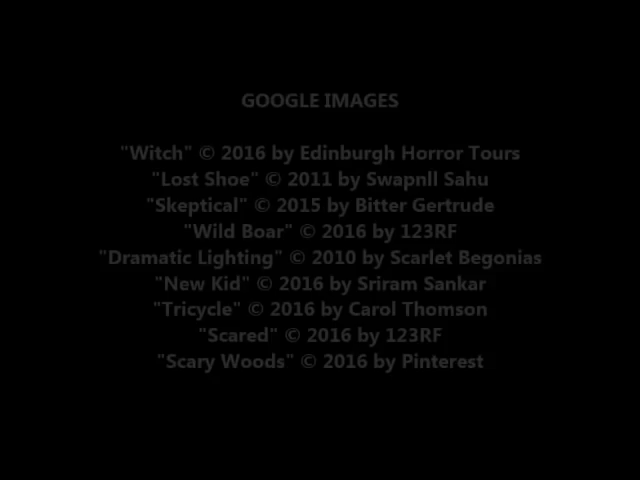 GOOGLE IMAGES
"Witch" © 2016 by Edinburgh Horror Tours
"Lost Shoe" © 2011 by Swapnll Sahu
"Skeptical" © 2015 by Bitter Gertrude
"Wild Boar" © 2016 by 123RF
"Dramatic Lighting" © 2010 by Scarlet Begonias
"New Kid" © 2016 by Sriram Sankar
"Tricycle" © 2016 by Carol Thomson
"Scared" © 2016 by 123RF
"Scary Woods" © 2016 by Pinterest